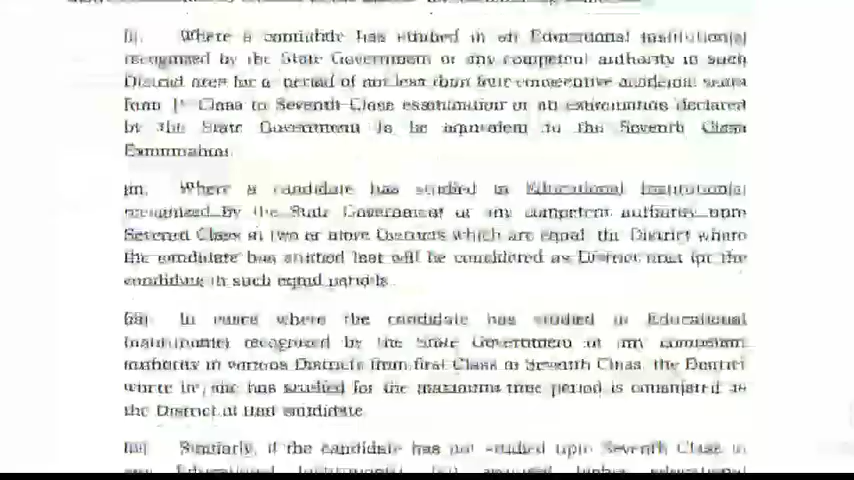 Where a candidate has studied in an Educational Institution(s)
recognised by the State Government or any competent authority in such
District area for a period of not less than four consecutive academic years
from 1st Class to Seventh Class examination or an examination declared
by the State Government to be equivalent to the Seventh Class
Examination.
Where a candidate has studied in Educational Institution(s)
recognised by the State Government or any competent authority upto
Class in two or more Districts which are equal the District where
the candidate has studied last will be considered as District area for the
candidate in such equal periods.
In cases where the candidate has studied in Educational
Institution(s) recognised by the State Government or any competent
authority in various Districts from first Class to Seventh Class, the District
where he/she has studied for the maximum time period is considered as
the District of that candidate
Similarly, if the candidate has not studied upto Seventh Class in
any Educational Institution(s)